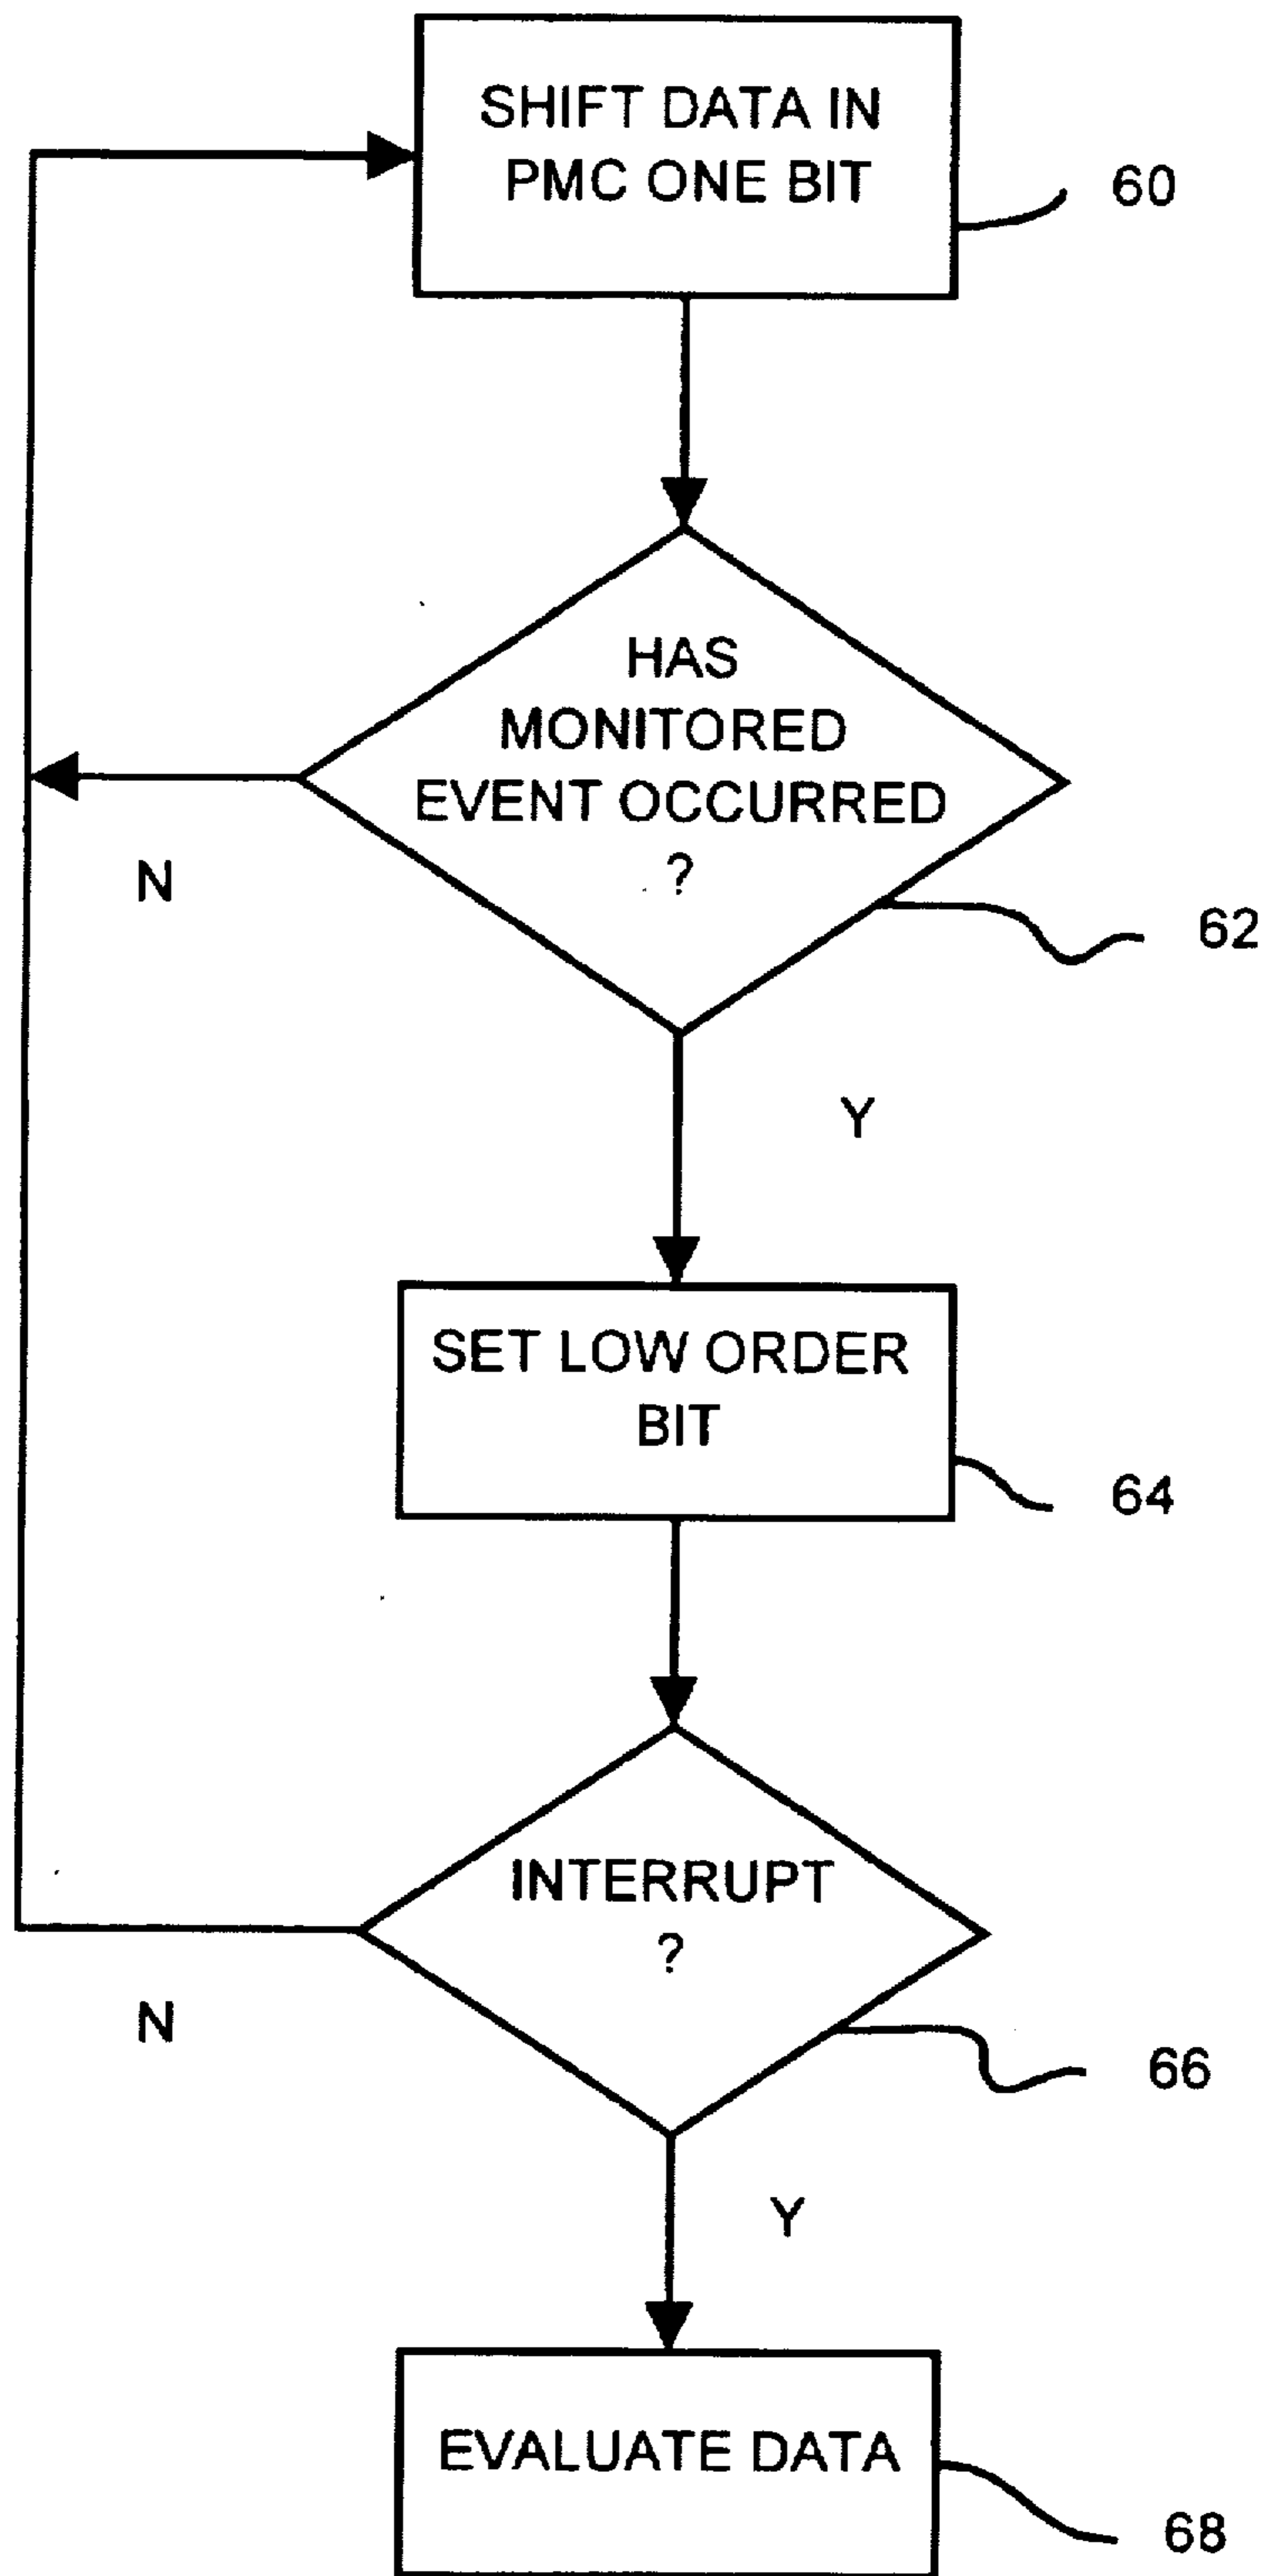 SHIFT DATA IN
PMC ONE BIT
60
HAS
MONITORED
EVENT OCCURRED
?
N
62
Y
SET LOW ORDER
BIT
64
INTERRUPT
?
N
66
Y
EVALUATE DATA
68